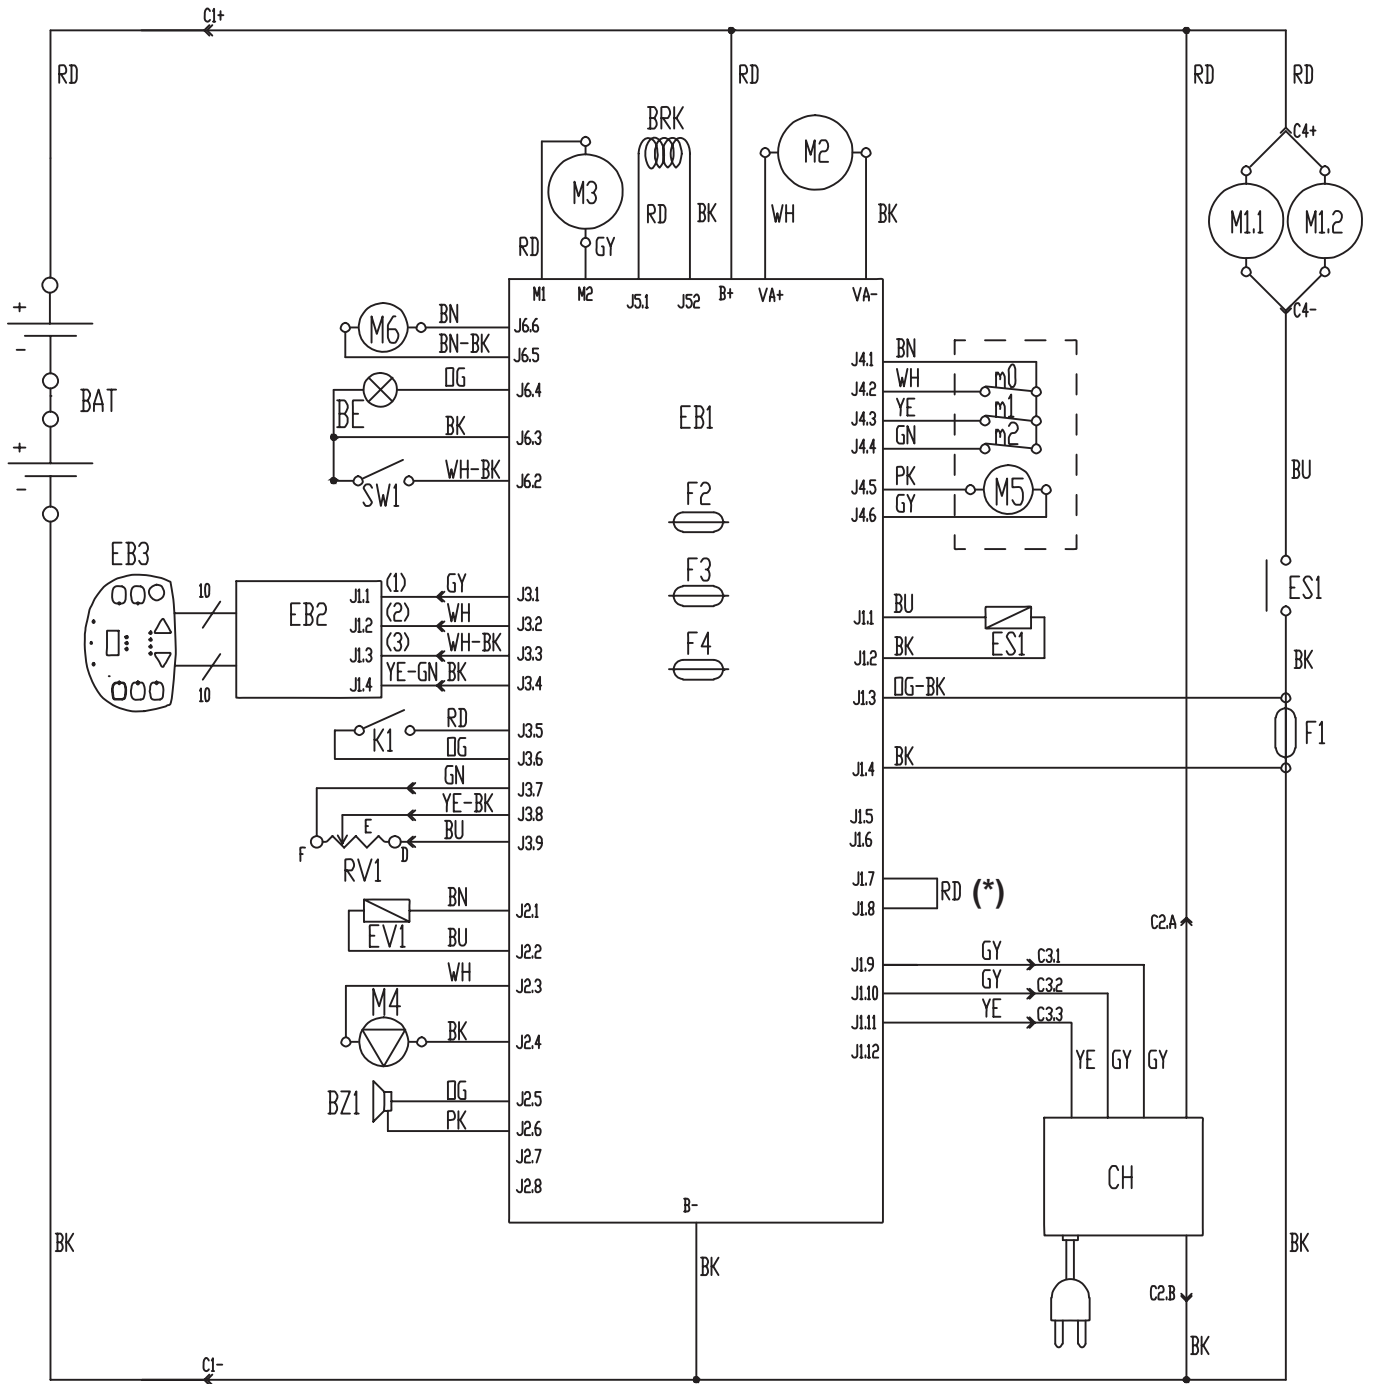 C1+
RD
RD
RD
RD
BRK
M2
C4+
M3
M1.1
M1.2
RD
GY
RD
BK
WH
BK
C4-
M1
M2
J5.1
J52
B+
VA+
VA-
+
-
BAT
+
-
M6
BN
J6.6
BN-BK
J6.5
BE
OG
J6.4
BK
J6.3
WH-BK
J6.2
SW1
EB1
F2
F3
F4
J4.1
BN
J4.2
WH
m0
J4.3
YE
m1
J4.4
GN
m2
J4.5
PK
M5
J4.6
GY
BU
ES1
BK
EB3
10
10
EB2
J1.1
(1)
GY
J3.1
J1.2
(2)
WH
J3.2
J1.3
(3)
WH-BK
J3.3
J1.4
YE-GN
BK
J3.4
J1.1
BU
ES1
J1.2
BK
J1.3
OG-BK
F1
J1.4
BK
K1
RD
J3.5
OG
J3.6
GN
J3.7
YE-BK
J3.8
BU
J3.9
F
E
D
RV1
J1.5
J1.6
J1.7
RD (*)
J1.8
BN
J2.1
EV1
BU
J2.2
WH
J2.3
M4
BK
J2.4
BZ1
OG
J2.5
PK
J2.6
J2.7
J2.8
C2.A
J1.9
GY
C3.1
J1.10
GY
C3.2
J1.11
YE
C3.3
J1.12
YE
GY
GY
CH
B-
BK
BK
BK
C2.B
BK
C1-